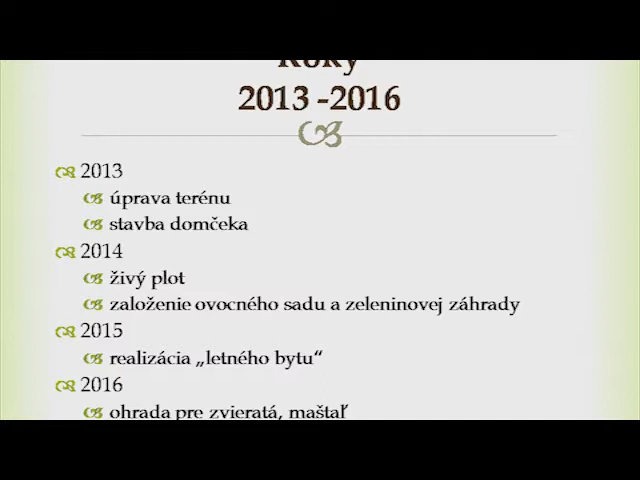 Roky
2013 -2016
2013
úprava terénu
stavba domčeka
2014
živý plot
založenie ovocného sadu a zeleninovej záhrady
2015
realizácia „letného bytu“
2016
ohrada pre zvieratá, maštaľ